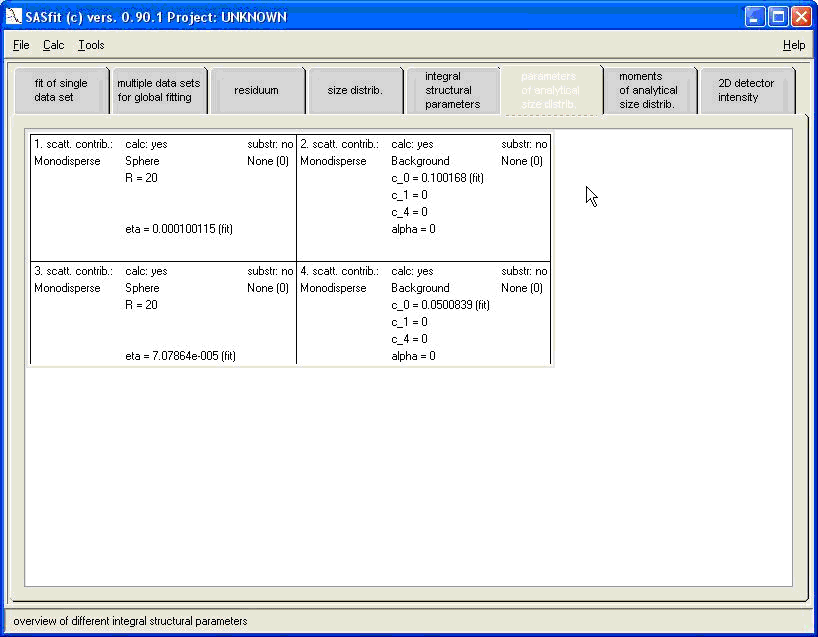 SASfit (c) vers. 0.90.1 Project: UNKNOWN
File Calc Tools Help
fit of single
data set
multiple data sets
for global fitting
residuum
size distrib.
integral
structural
parameters
parameters
of analytical
size distrib.
moments
of analytical
size distrib.
2D detector
intensity
1. scatt. contrib.: calc: yes substr: no
Monodisperse Sphere None (0)
R = 20
eta = 0.000100115 (fit)
2. scatt. contrib.: calc: yes substr: no
Monodisperse Background None (0)
c_0 = 0.100168 (fit)
c_1 = 0
c_4 = 0
alpha = 0
3. scatt. contrib.: calc: yes substr: no
Monodisperse Sphere None (0)
R = 20
eta = 7.07864e-005 (fit)
4. scatt. contrib.: calc: yes substr: no
Monodisperse Background None (0)
c_0 = 0.0500839 (fit)
c_1 = 0
c_4 = 0
alpha = 0
overview of different integral structural parameters